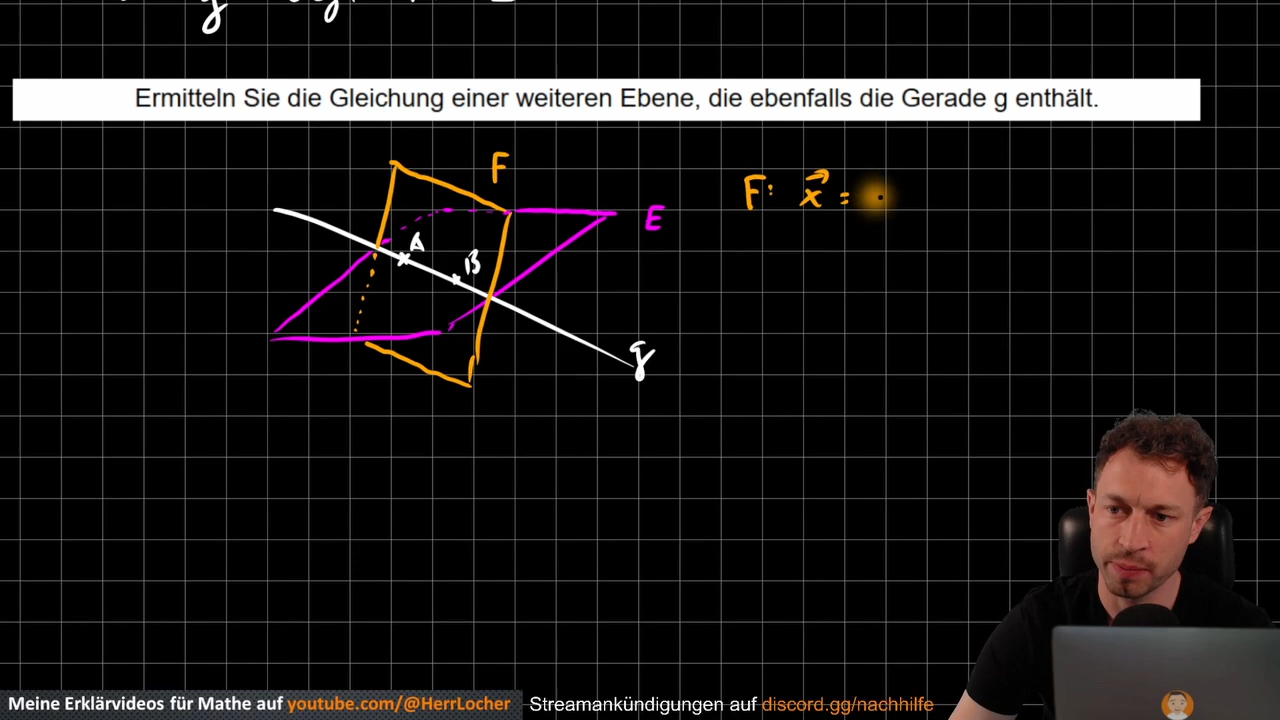 g
Ermitteln Sie die Gleichung einer weiteren Ebene, die ebenfalls die Gerade g enthält.
F
E
A
B
g
F: x⃗ =
Meine Erklärvideos für Mathe auf youtube.com/@HerrLocher
Streamankündigungen auf discord.gg/nachhilfe